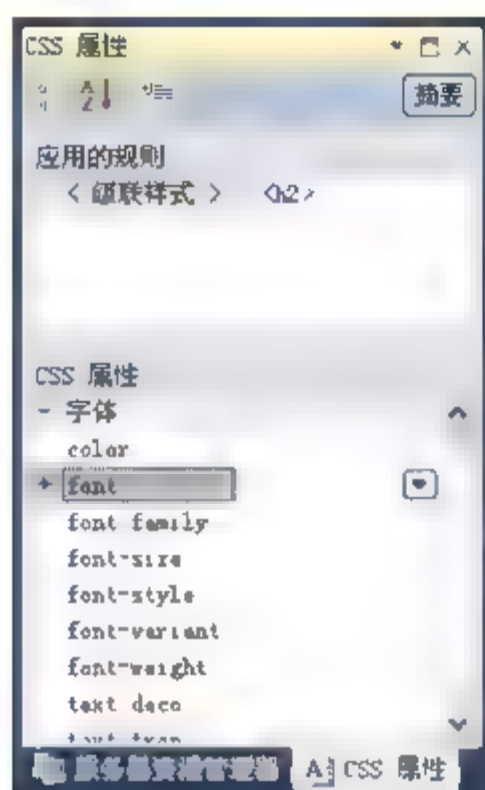 CSS 属性
摘要
应用的规则
< 嵌联样式 > <h2>
CSS 属性
- 字体
color
+ font
font family
font-size
font-style
font-variant
font-weight
text deco
CSS 属性